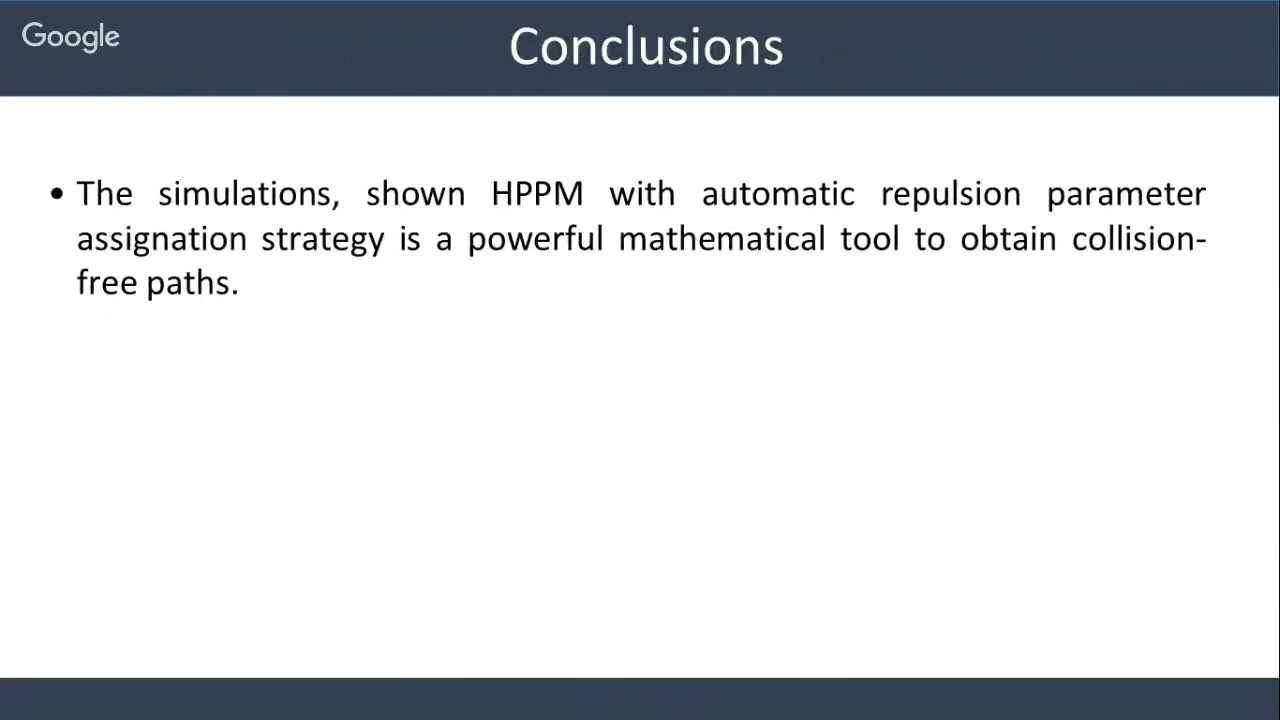 Google
Conclusions
• The simulations, shown HPPM with automatic repulsion parameter
assignation strategy is a powerful mathematical tool to obtain collision-
free paths.